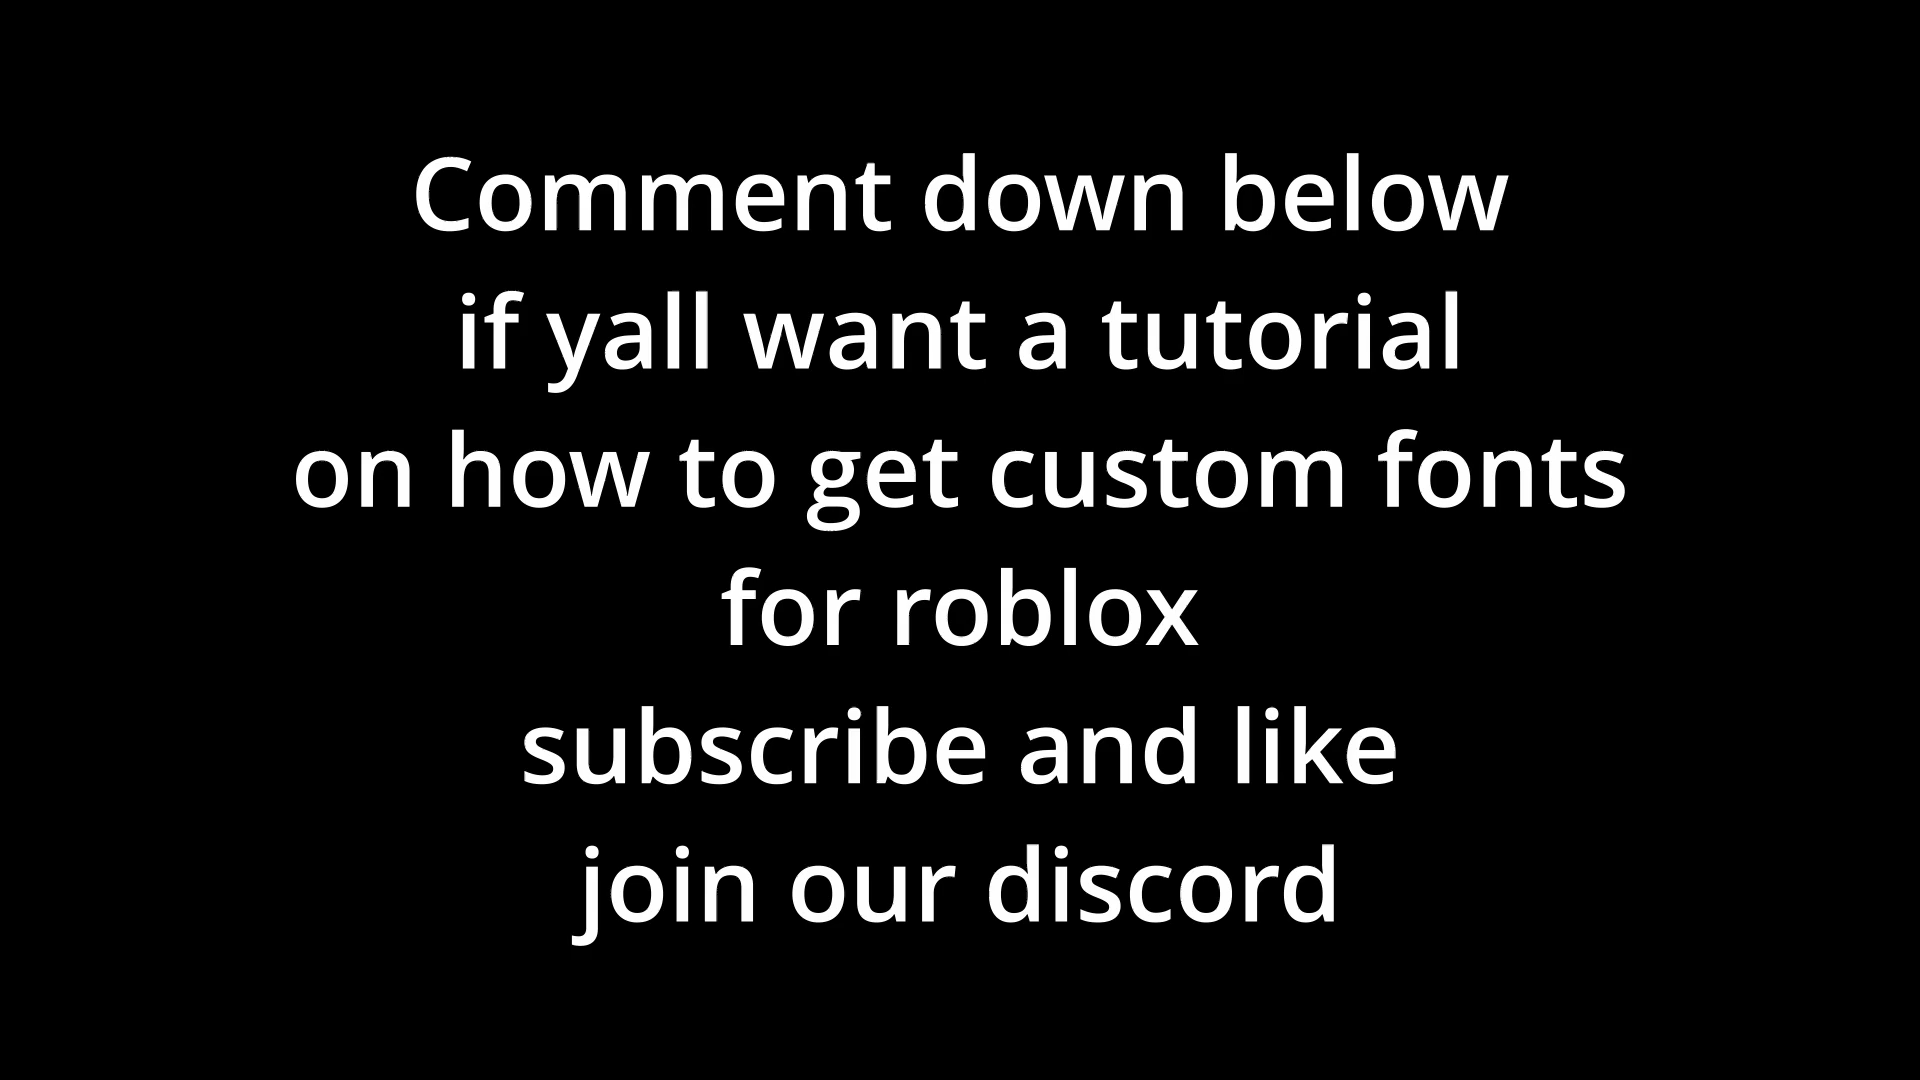 Comment down below
if yall want a tutorial
on how to get custom fonts
for roblox
subscribe and like
join our discord